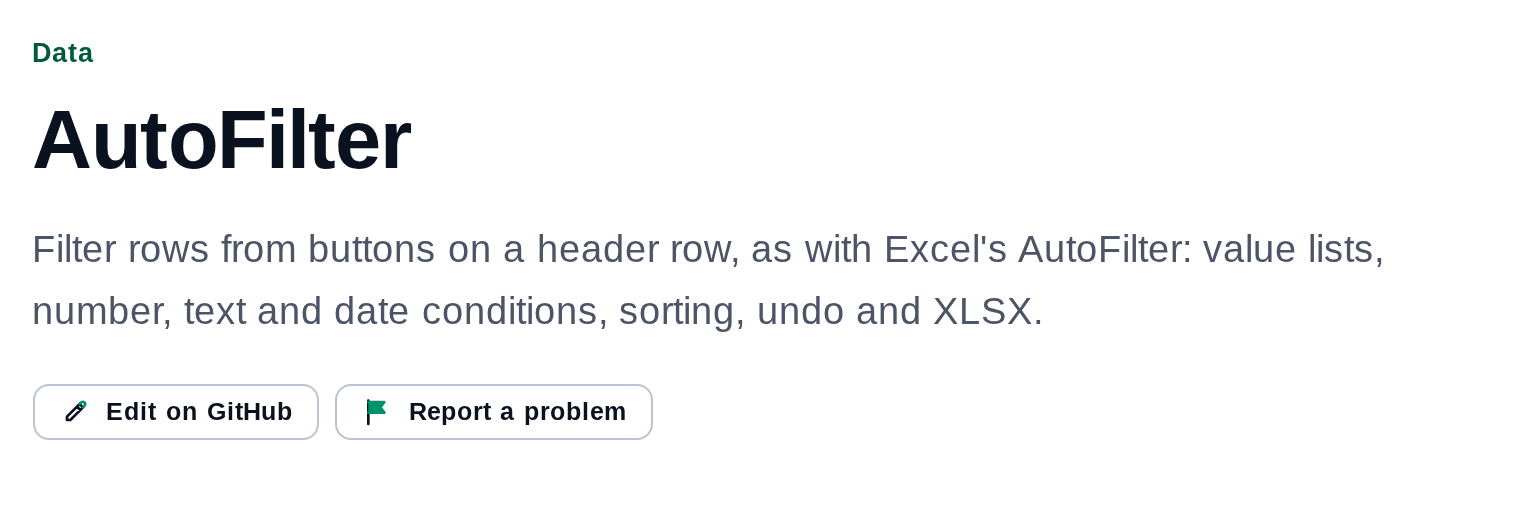 Data
AutoFilter
Filter rows from buttons on a header row, as with Excel's AutoFilter: value lists,
number, text and date conditions, sorting, undo and XLSX.
Edit on GitHub
Report a problem